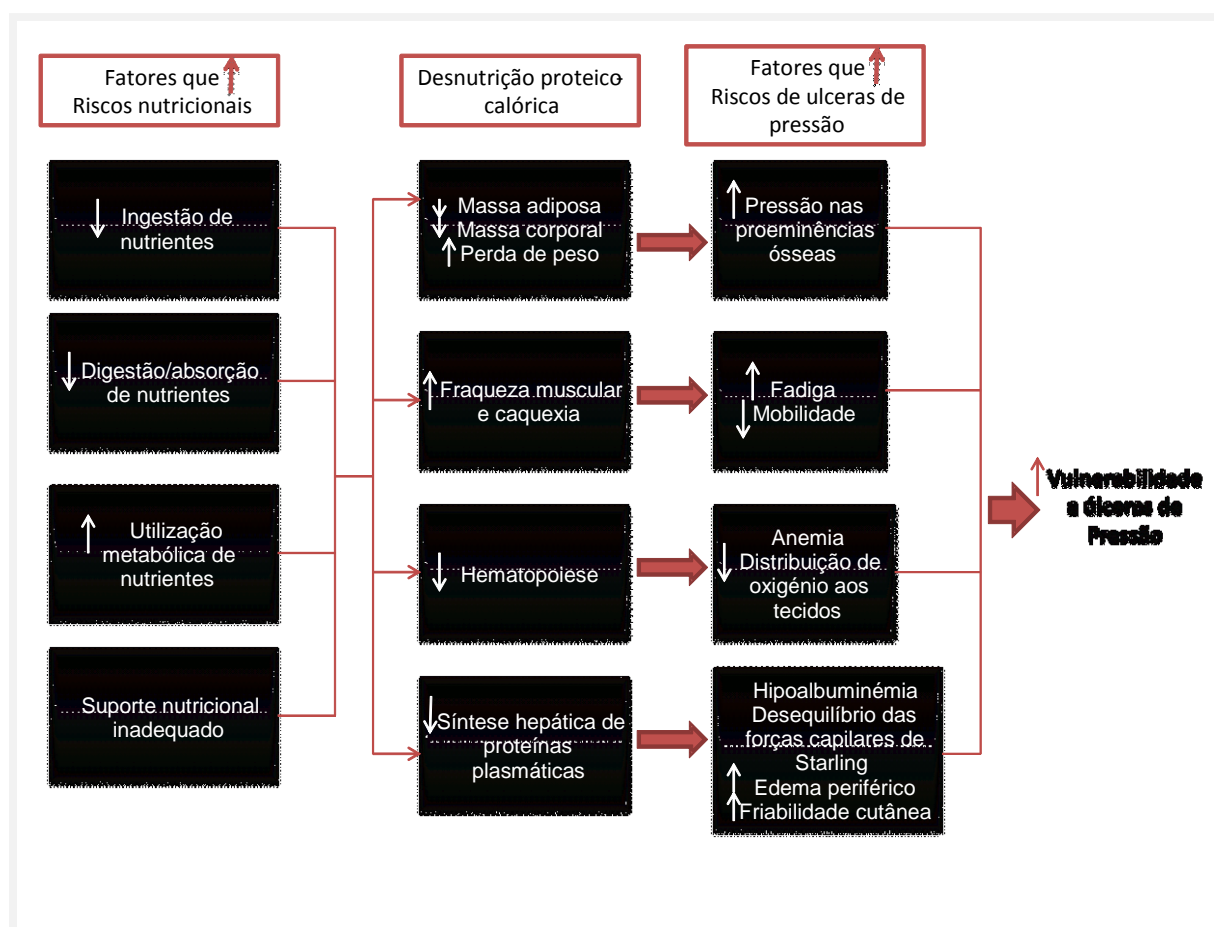 Fatores que
Riscos nutricionais
Desnutrição proteico-
calórica
Fatores que
Riscos de ulceras de
pressão
Ingestão de
nutrientes
Digestão/absorção
de nutrientes
Utilização
metabólica de
nutrientes
Suporte nutricional
inadequado
Massa adiposa
Massa corporal
Perda de peso
Fraqueza muscular
e caquexia
Hematopoiese
Síntese hepática de
proteínas
plasmáticas
Pressão nas
proeminências
ósseas
Fadiga
Mobilidade
Anemia
Distribuição de
oxigénio aos
tecidos
Hipoalbuminémia
Desequilíbrio das
forças capilares de
Starling
Edema periférico
Friabilidade cutânea
Vulnerabilidade
a úlceras de
Pressão